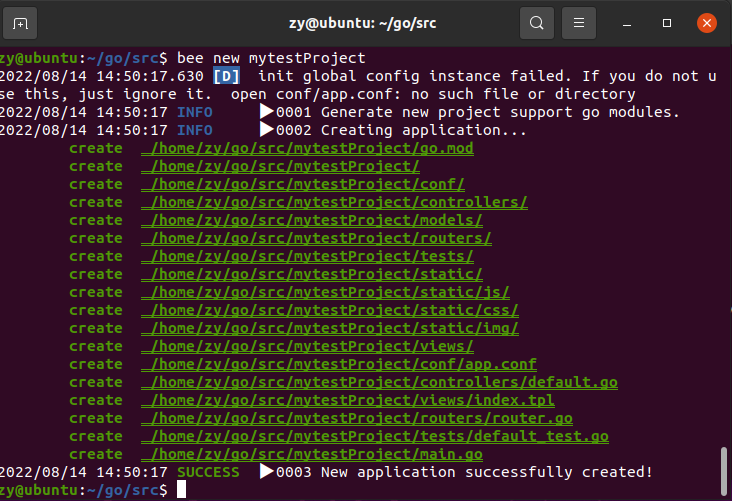 zy@ubuntu: ~/go/src
zy@ubuntu:~/go/src$ bee new mytestProject
2022/08/14 14:50:17.630 [D]  init global config instance failed. If you do not u
se this, just ignore it.  open conf/app.conf: no such file or directory
2022/08/14 14:50:17 INFO     ▶ 0001 Generate new project support go modules.
2022/08/14 14:50:17 INFO     ▶ 0002 Creating application...
create  /home/zy/go/src/mytestProject/go.mod
create  /home/zy/go/src/mytestProject/
create  /home/zy/go/src/mytestProject/conf/
create  /home/zy/go/src/mytestProject/controllers/
create  /home/zy/go/src/mytestProject/models/
create  /home/zy/go/src/mytestProject/routers/
create  /home/zy/go/src/mytestProject/tests/
create  /home/zy/go/src/mytestProject/static/
create  /home/zy/go/src/mytestProject/static/js/
create  /home/zy/go/src/mytestProject/static/css/
create  /home/zy/go/src/mytestProject/static/img/
create  /home/zy/go/src/mytestProject/views/
create  /home/zy/go/src/mytestProject/conf/app.conf
create  /home/zy/go/src/mytestProject/controllers/default.go
create  /home/zy/go/src/mytestProject/views/index.tpl
create  /home/zy/go/src/mytestProject/routers/router.go
create  /home/zy/go/src/mytestProject/tests/default_test.go
create  /home/zy/go/src/mytestProject/main.go
2022/08/14 14:50:17 SUCCESS  ▶ 0003 New application successfully created!
zy@ubuntu:~/go/src$